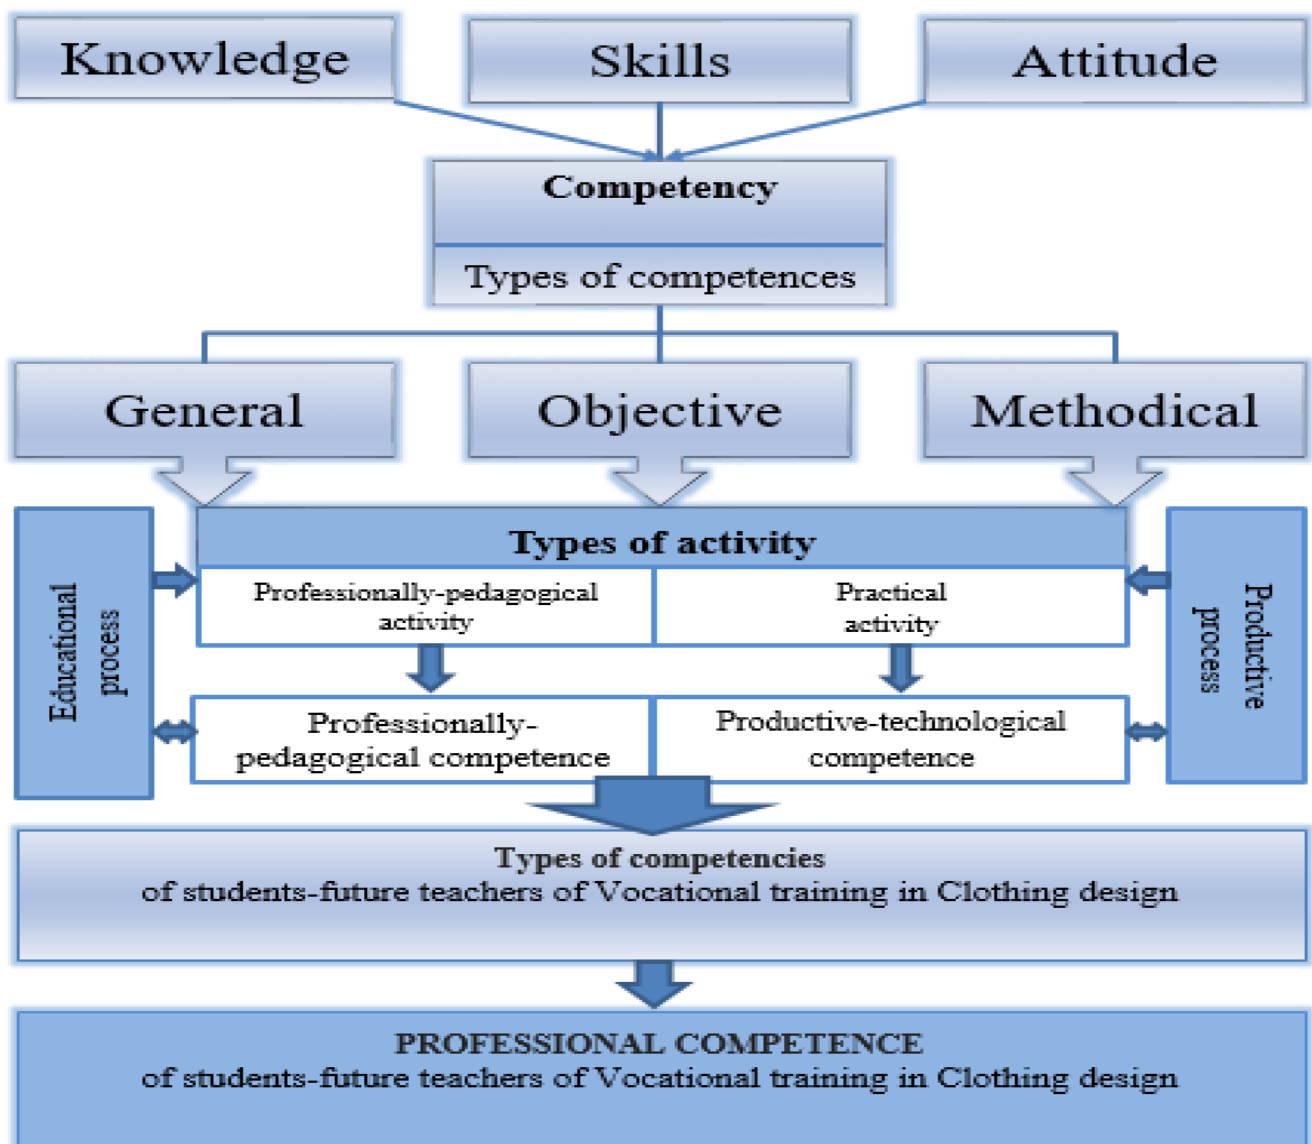 Knowledge
Skills
Attitude
Competency
Types of competences
General
Objective
Methodical
Educational
process
Types of activity
Professionally-pedagogical
activity
Practical
activity
Productive
process
Professionally-
pedagogical competence
Productive-technological
competence
Types of competencies
of students-future teachers of Vocational training in Clothing design
PROFESSIONAL COMPETENCE
of students-future teachers of Vocational training in Clothing design